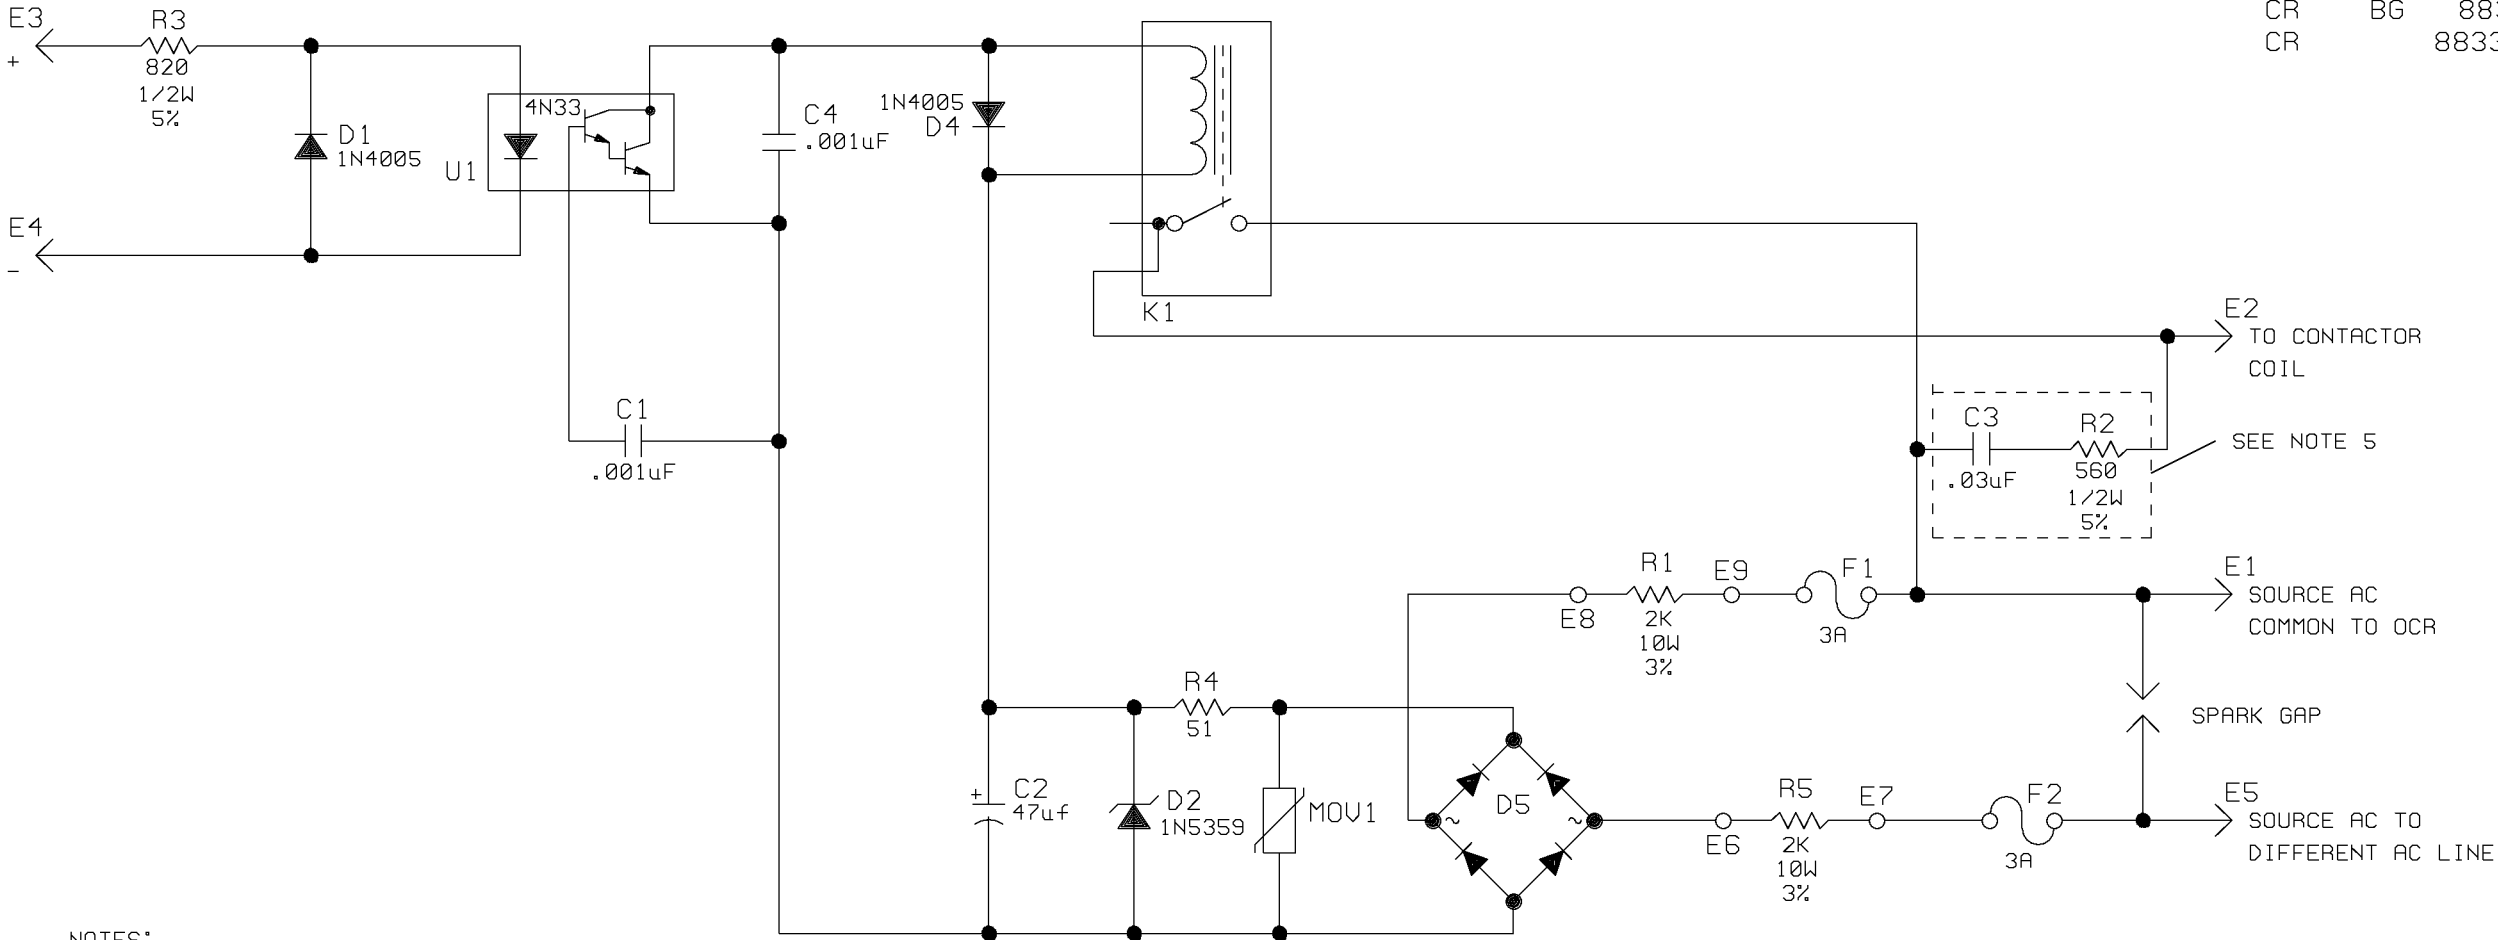 E3
+
R3
820
1/2W
5%
E4
-
D1
1N4005
U1
4N33
C4
.001uF
1N4005
D4
K1
C1
.001uF
CR BG 883
CR 8833
E2
TO CONTACTOR
COIL
C3
.03uF
R2
560
1/2W
5%
SEE NOTE 5
R1
2K
10W
3%
E8
E9
F1
3A
E1
SOURCE AC
COMMON TO OCR
SPARK GAP
R4
51
+
C2
47uf
D2
1N5359
MOV1
~
D5
~
E6
R5
2K
10W
3%
E7
F2
3A
E5
SOURCE AC TO
DIFFERENT AC LINE
NOTES: